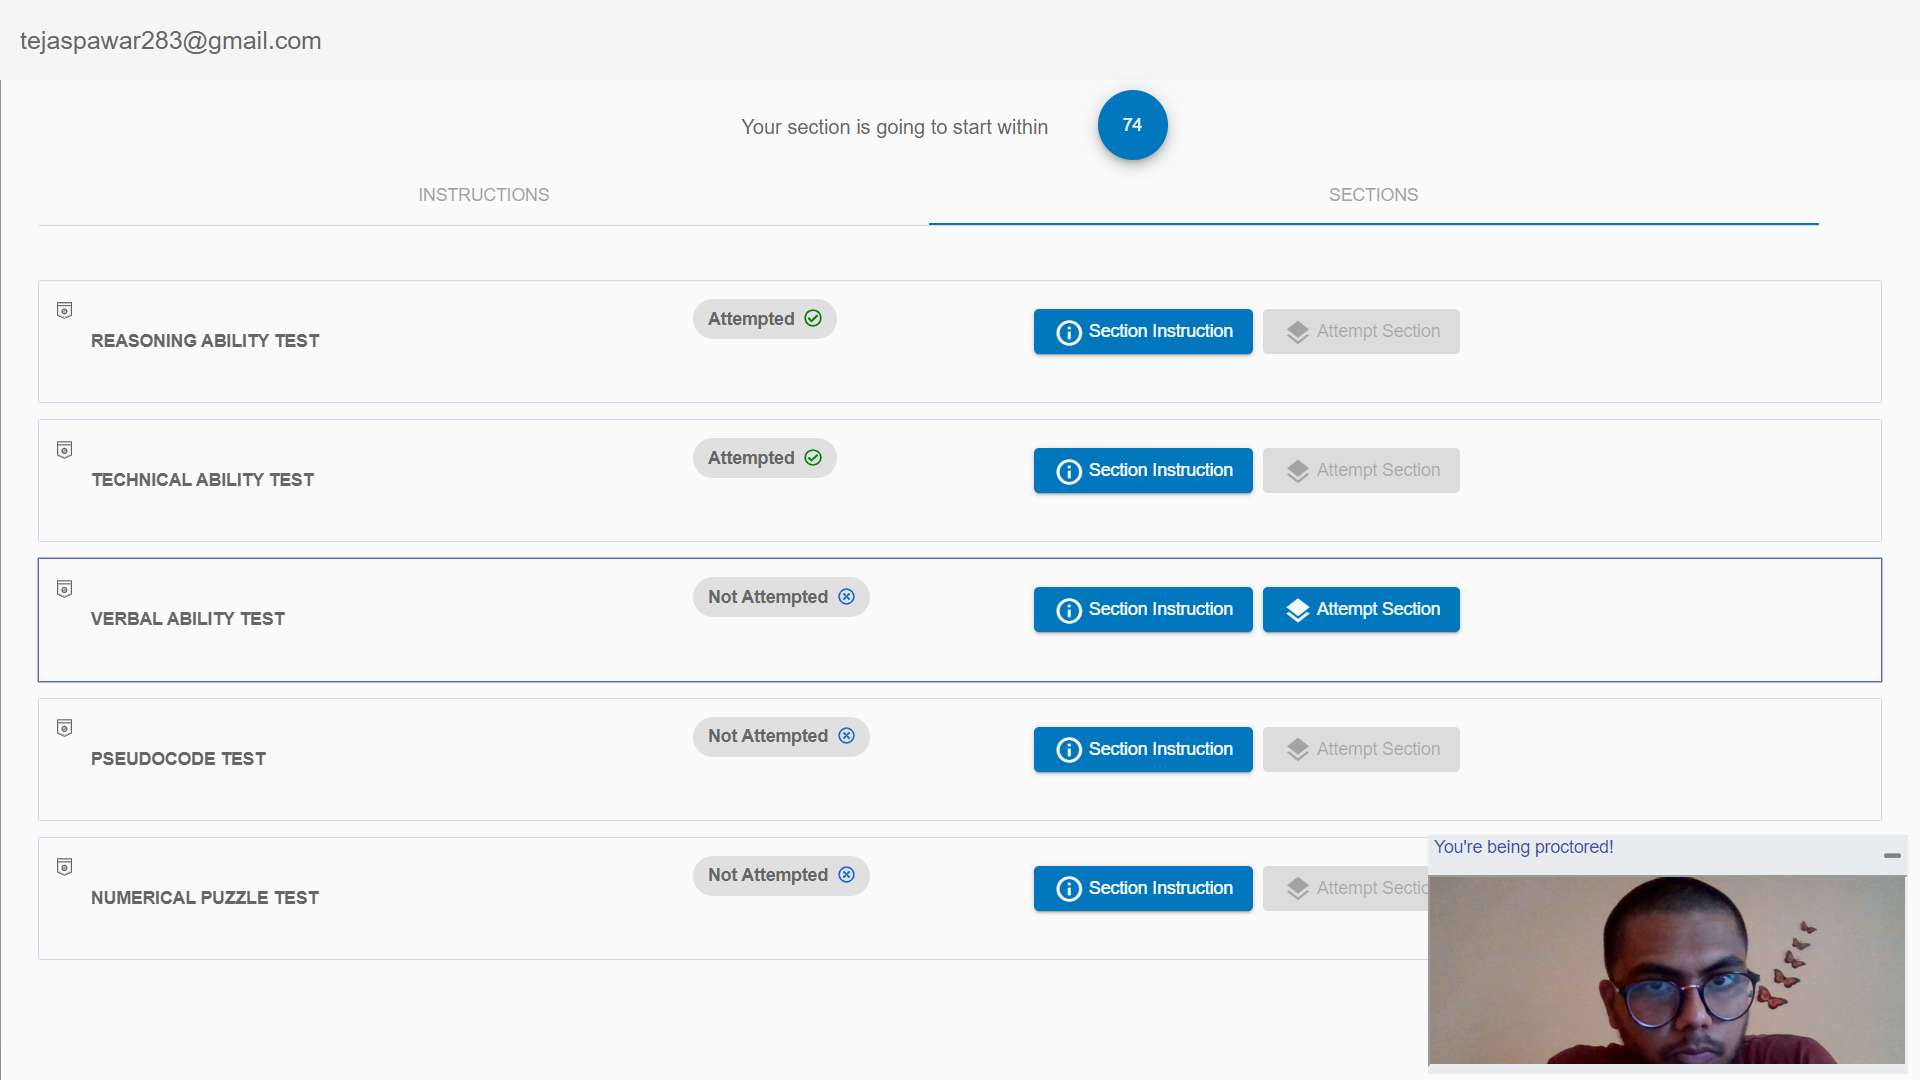 tejaspawar283@gmail.com
Your section is going to start within
74
INSTRUCTIONS
SECTIONS
REASONING ABILITY TEST
Attempted
Section Instruction
Attempt Section
TECHNICAL ABILITY TEST
Attempted
Section Instruction
Attempt Section
VERBAL ABILITY TEST
Not Attempted
Section Instruction
Attempt Section
PSEUDOCODE TEST
Not Attempted
Section Instruction
Attempt Section
NUMERICAL PUZZLE TEST
Not Attempted
Section Instruction
Attempt Sectio
You're being proctored!